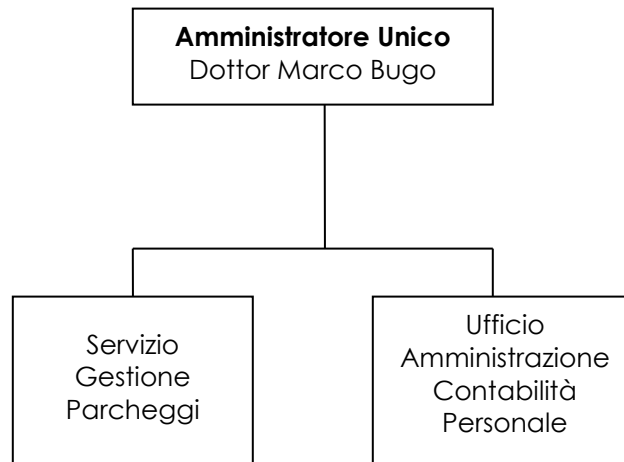 Amministratore Unico
Dottor Marco Bugo
Servizio
Gestione
Parcheggi
Ufficio
Amministrazione
Contabilità
Personale